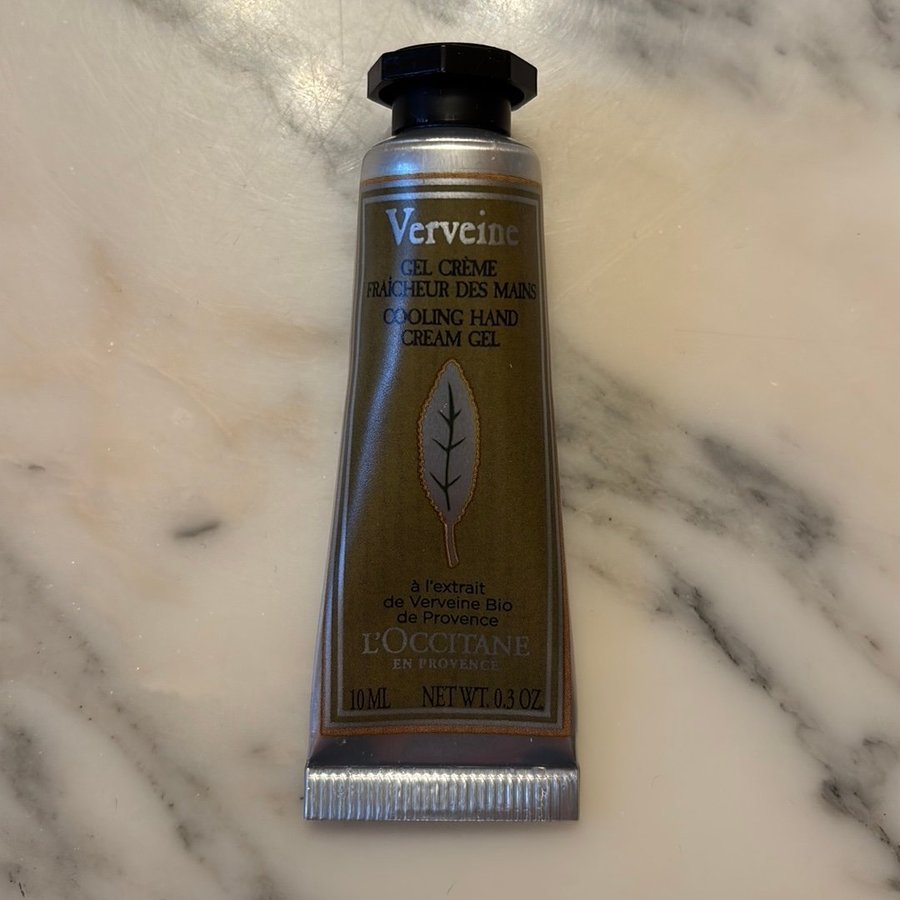 Verveine
GEL CRÈME
FRAÎCHEUR DES MAINS
COOLING HAND
CREAM GEL
à l'extrait
de Verveine Bio
de Provence
L'OCCITANE
EN PROVENCE
10 ML NET WT. 0.3 OZ.